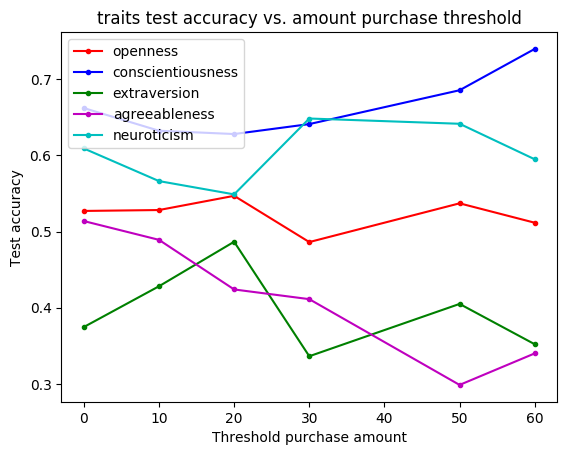 traits test accuracy vs. amount purchase threshold
openness
conscientiousness
extraversion
agreeableness
neuroticism
0.7
0.6
0.5
0.4
0.3
Test accuracy
0 10 20 30 40 50 60
Threshold purchase amount